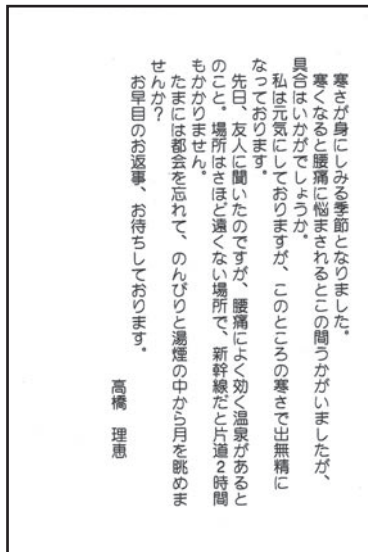 寒さが身にしみる季節となりました。
寒くなると腰痛に悩まされるとこの間うかがいましたが、
具合はいかがでしょうか。
私は元気にしておりますが、このところの寒さで出無精に
なっております。
先日、友人に聞いたのですが、腰痛によく効く温泉があると
のこと。場所はさほど遠くない場所で、新幹線だと片道2時間
もかかりません。
たまには都会を忘れて、のんびりと湯煙の中から月を眺めま
せんか？
お早目のお返事、お待ちしております。
高橋　理恵